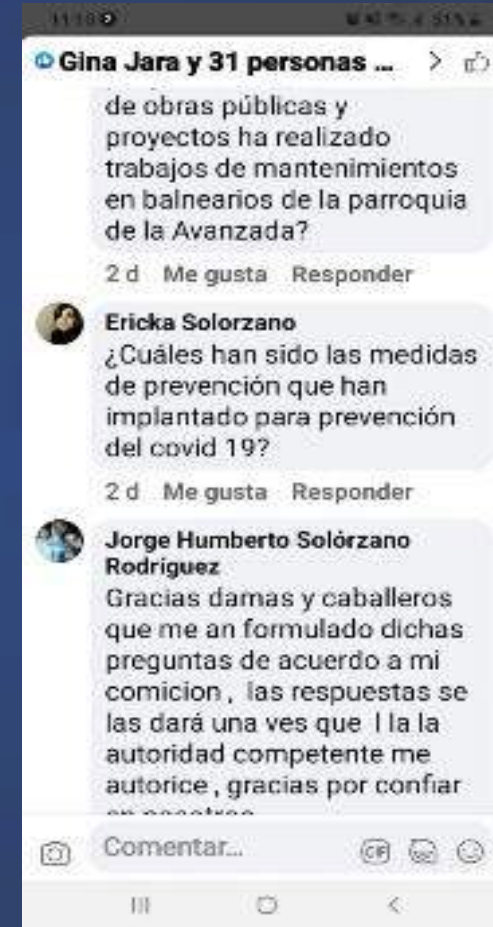 Gina Jara y 31 personas ...
de obras públicas y
proyectos ha realizado
trabajos de mantenimientos
en balnearios de la parroquia
de la Avanzada?
2 d Me gusta Responder
Ericka Solorzano
¿Cuáles han sido las medidas
de prevención que han
implantado para prevención
del covid 19?
2 d Me gusta Responder
Jorge Humberto Solórzano
Rodríguez
Gracias damas y caballeros
que me an formulado dichas
preguntas de acuerdo a mi
comicion , las respuestas se
las dará una ves que l la la
autoridad competente me
autorice , gracias por confiar
Comentar...
GIF